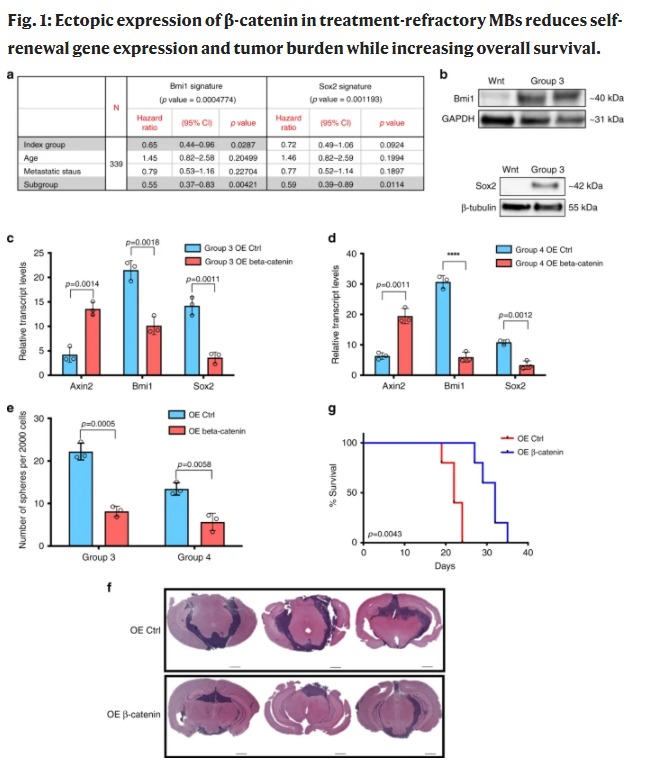 Fig. 1: Ectopic expression of β-catenin in treatment-refractory MBs reduces self-
renewal gene expression and tumor burden while increasing overall survival.
a
N
Bmi1 signature
(p value = 0.0004774)
Sox2 signature
(p value = 0.001193)
Hazard ratio (95% CI) p value Hazard ratio (95% CI) p value
339
Index group 0.65 0.44–0.96 0.0287 0.72 0.49–1.06 0.0924
Age 1.45 0.82–2.58 0.20499 1.46 0.82–2.59 0.1994
Metastatic staus 0.79 0.53–1.16 0.22704 0.77 0.52–1.14 0.1897
Subgroup 0.55 0.37–0.83 0.00421 0.59 0.39–0.89 0.0114
b
Wnt Group 3
Bmi1 ~40 kDa
GAPDH ~31 kDa
Wnt Group 3
Sox2 ~42 kDa
β-tubulin 55 kDa
c
Relative transcript levels
25
20
15
10
5
0
p=0.0014
p=0.0018
p=0.0011
Group 3 OE Ctrl
Group 3 OE beta-catenin
Axin2 Bmi1 Sox2
d
Relative transcript levels
40
30
20
10
0
p=0.0011
****
p=0.0012
Group 4 OE Ctrl
Group 4 OE beta-catenin
Axin2 Bmi1 Sox2
e
Number of spheres per 2000 cells
30
20
10
0
p=0.0005
p=0.0058
OE Ctrl
OE beta-catenin
Group 3 Group 4
g
% Survival
100
50
0
p=0.0043
OE Ctrl
OE β-catenin
0 10 20 30 40
Days
f
OE Ctrl
OE β-catenin